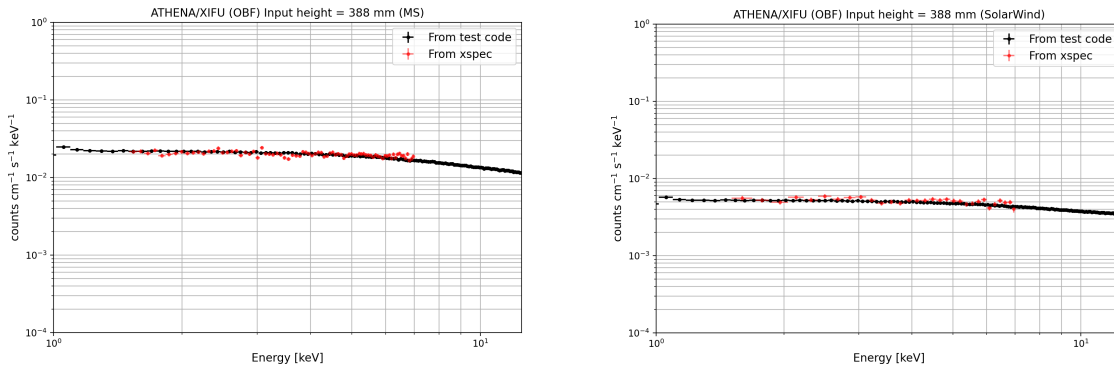 ATHENA/XIFU (OBF) Input height = 388 mm (MS)
counts cm⁻¹ s⁻¹ keV⁻¹
10⁰
10⁻¹
10⁻²
10⁻³
10⁻⁴
From test code
From xspec
10⁰
10¹
Energy [keV]
ATHENA/XIFU (OBF) Input height = 388 mm (SolarWind)
counts cm⁻¹ s⁻¹ keV⁻¹
10⁰
10⁻¹
10⁻²
10⁻³
10⁻⁴
From test code
From xspec
10⁰
10¹
Energy [keV]